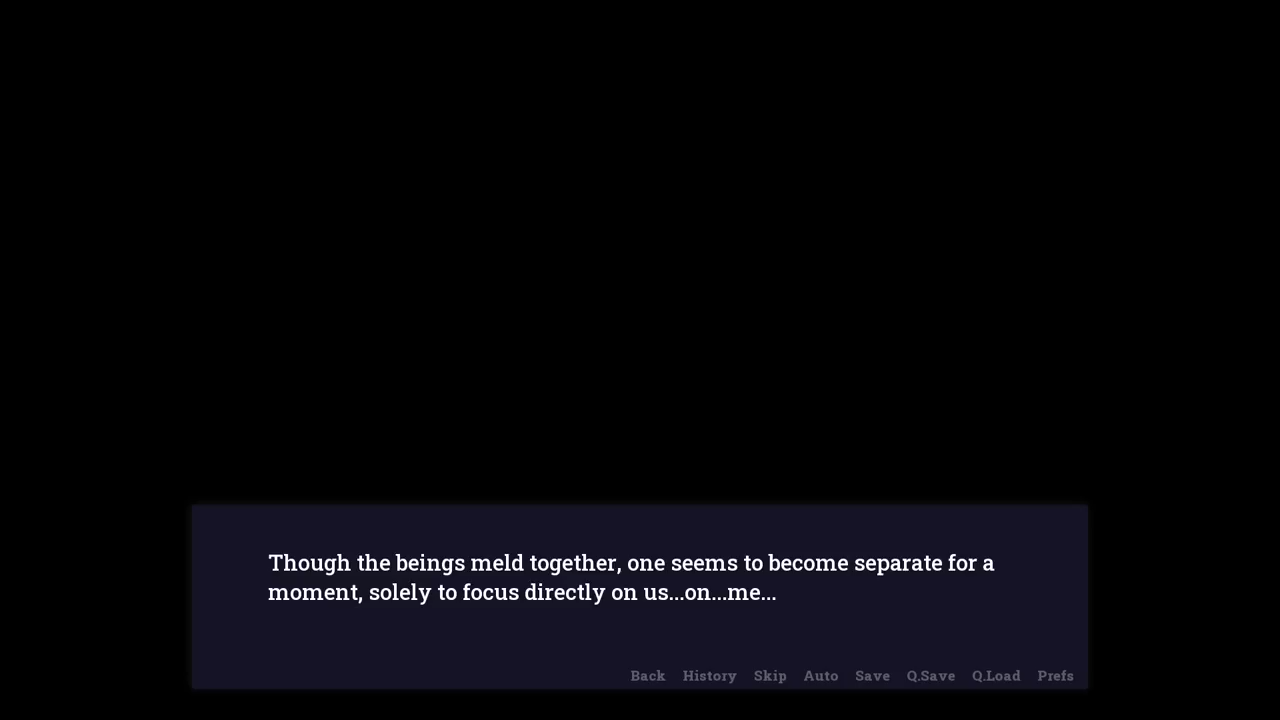 Though the beings meld together, one seems to become separate for a
moment, solely to focus directly on us...on...me...
Back History Skip Auto Save Q.Save Q.Load Prefs